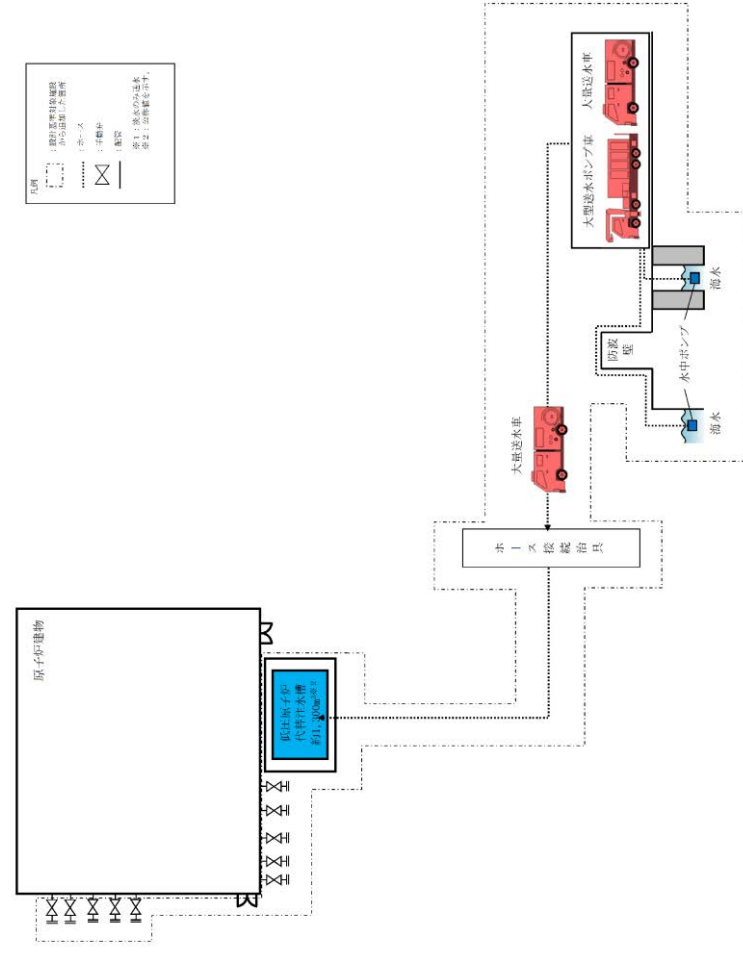 凡例
：設計基準対象施設
から追加した箇所
：ホース
：手動弁
：配管
※1：淡水のみ送水
※2：公称値を示す。
原子炉建物
低圧原子炉
代替注水槽
約11,300m³※2
ホース接続治具
大量送水車
大型送水ポンプ車
大量送水車
防波壁
水中ポンプ
海水
海水